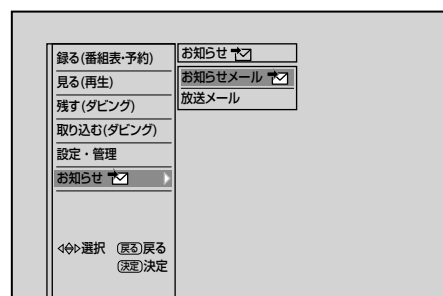 録る(番組表・予約)
見る(再生)
残す(ダビング)
取り込む(ダビング)
設定・管理
お知らせ
お知らせ
お知らせメール
放送メール
選択 戻る戻る
決定決定